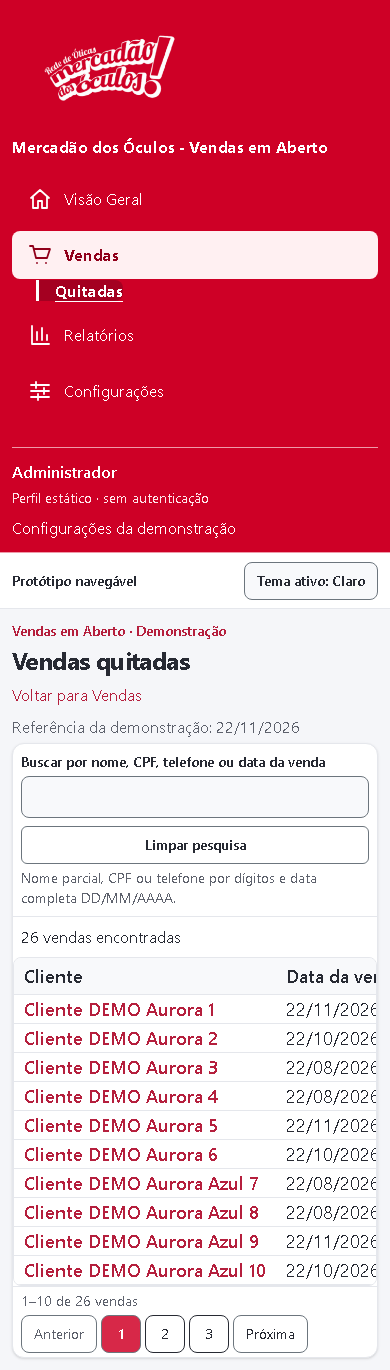 Rede de Óticas
mercadão
dos óculos!
Mercadão dos Óculos - Vendas em Aberto
Visão Geral
Vendas
Quitadas
Relatórios
Configurações
Administrador
Perfil estático · sem autenticação
Configurações da demonstração
Protótipo navegável
Tema ativo: Claro
Vendas em Aberto · Demonstração
Vendas quitadas
Voltar para Vendas
Referência da demonstração: 22/11/2026
Buscar por nome, CPF, telefone ou data da venda
Limpar pesquisa
Nome parcial, CPF ou telefone por dígitos e data
completa DD/MM/AAAA.
26 vendas encontradas
Cliente Data da
Cliente DEMO Aurora 1 22/11/2026
Cliente DEMO Aurora 2 22/10/2026
Cliente DEMO Aurora 3 22/08/2026
Cliente DEMO Aurora 4 22/08/2026
Cliente DEMO Aurora 5 22/11/2026
Cliente DEMO Aurora 6 22/10/2026
Cliente DEMO Aurora Azul 7 22/08/2026
Cliente DEMO Aurora Azul 8 22/08/2026
Cliente DEMO Aurora Azul 9 22/11/2026
Cliente DEMO Aurora Azul 10 22/10/2026
1–10 de 26 vendas
Anterior 1 2 3 Próxima